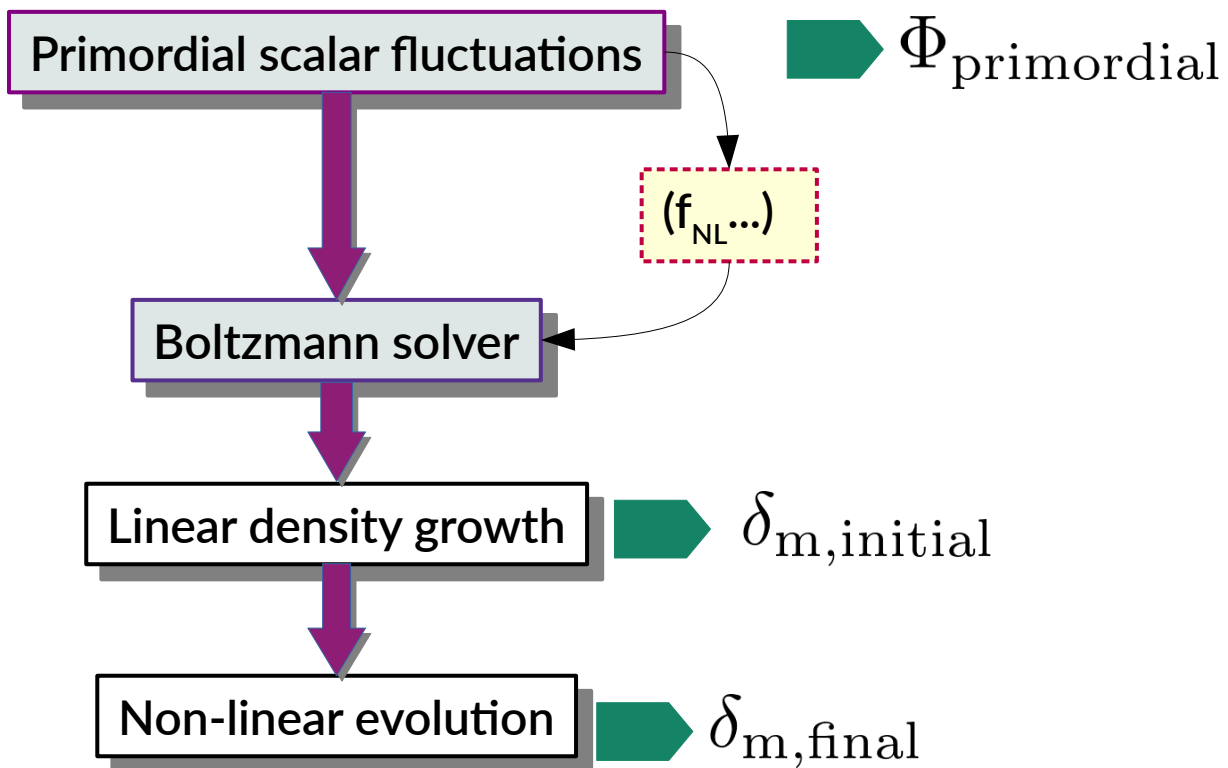 Primordial scalar fluctuations
Φprimordial
(fNL...)
Boltzmann solver
Linear density growth
δm,initial
Non-linear evolution
δm,final